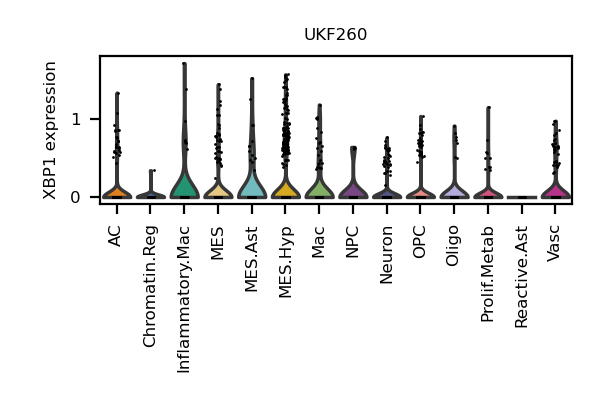 UKF260
XBP1 expression
1
0
AC
Chromatin.Reg
Inflammatory.Mac
MES
MES.Ast
MES.Hyp
Mac
NPC
Neuron
OPC
Oligo
Prolif.Metab
Reactive.Ast
Vasc